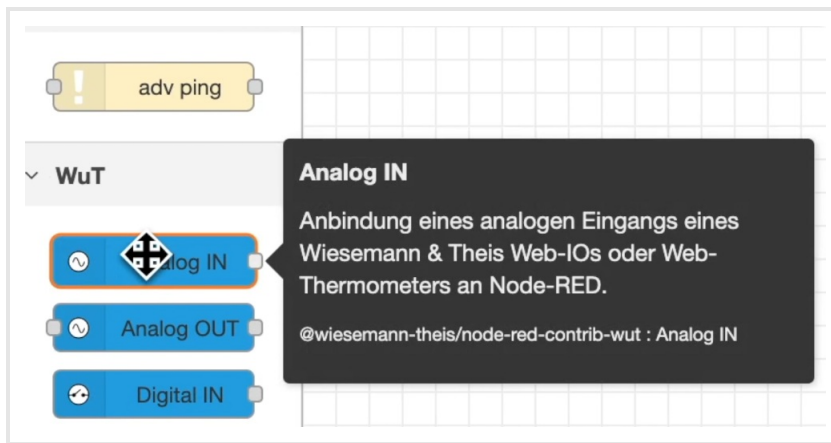 adv ping
WuT
alog IN
Analog OUT
Digital IN
Analog IN
Anbindung eines analogen Eingangs eines
Wiesemann & Theis Web-IOs oder Web-
Thermometers an Node-RED.
@wiesemann-theis/node-red-contrib-wut : Analog IN